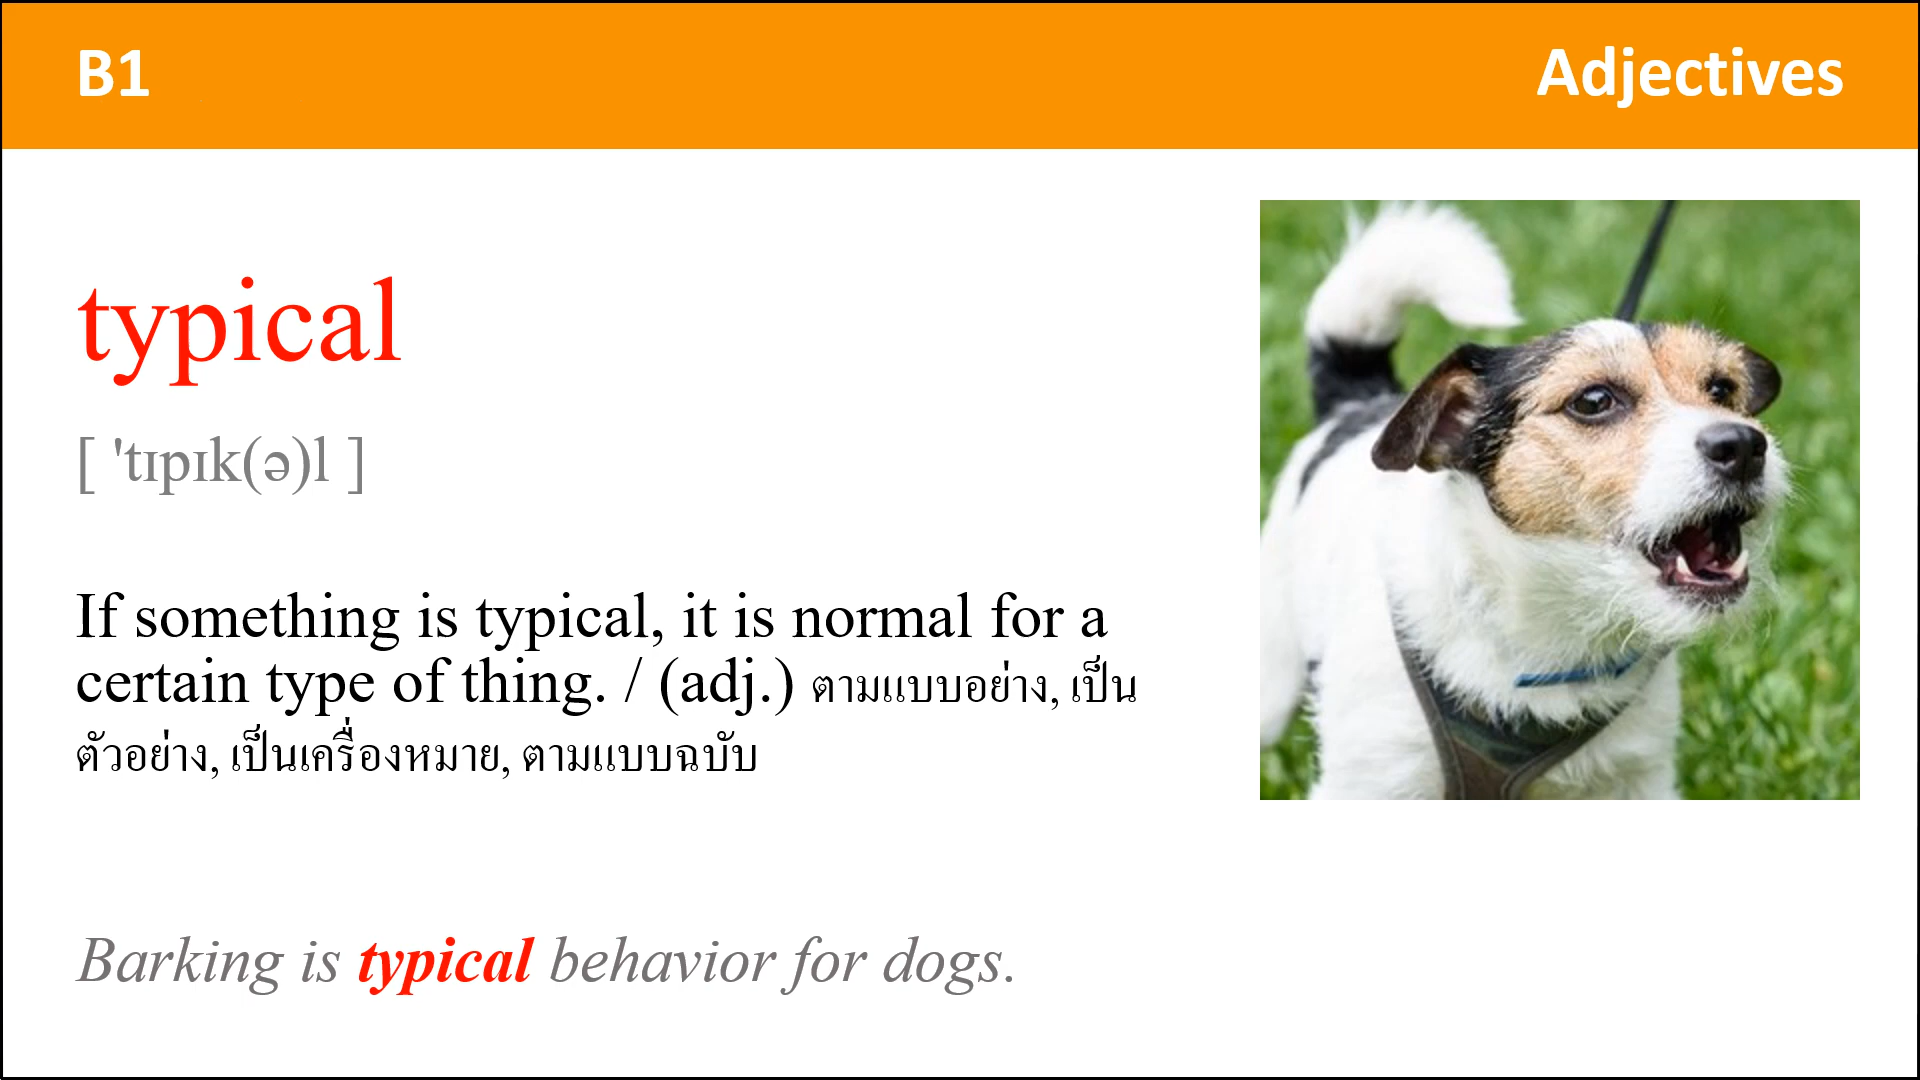 B1
Adjectives
typical
[ 'tɪpɪk(ə)l ]
If something is typical, it is normal for a
certain type of thing. / (adj.) ตามแบบอย่าง, เป็น
ตัวอย่าง, เป็นเครื่องหมาย, ตามแบบฉบับ
Barking is typical behavior for dogs.